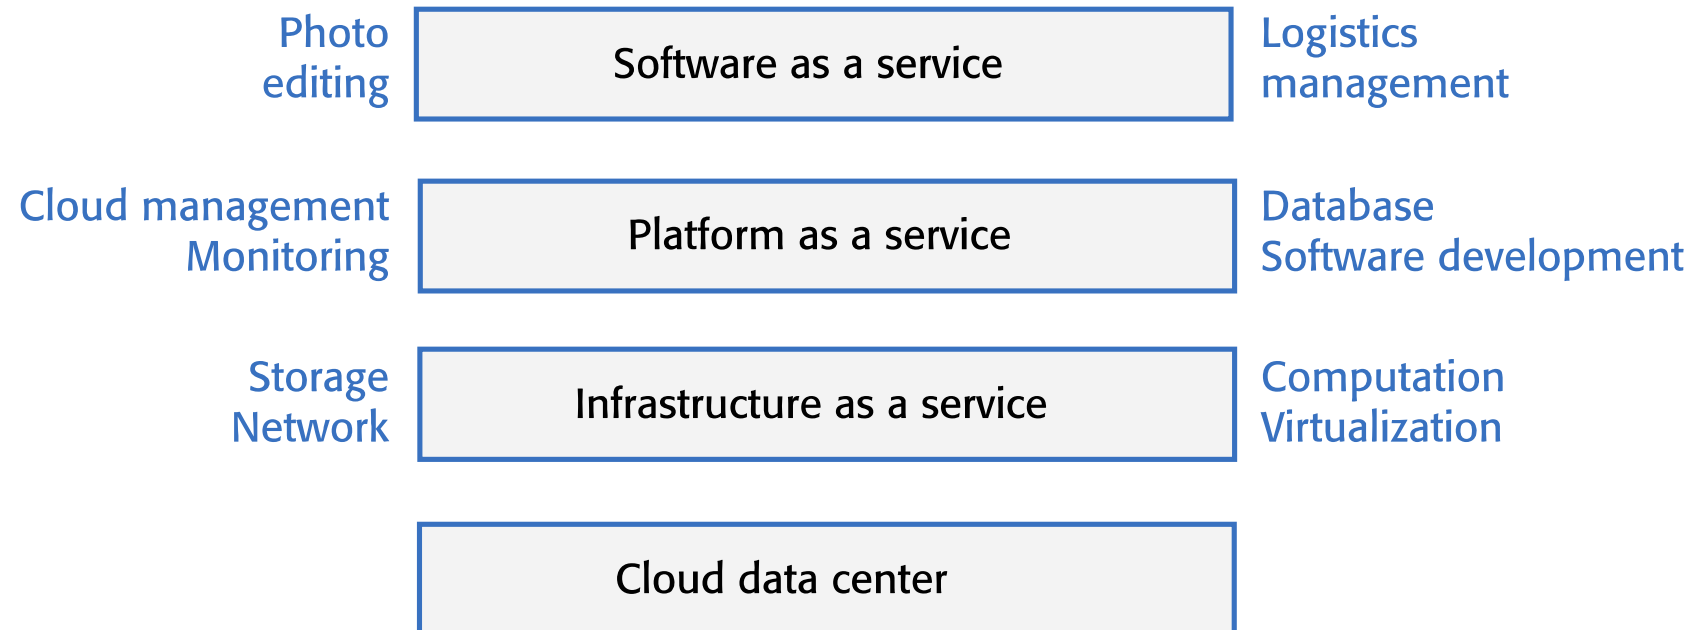 Photo
editing
Software as a service
Logistics
management
Cloud management
Monitoring
Platform as a service
Database
Software development
Storage
Network
Infrastructure as a service
Computation
Virtualization
Cloud data center